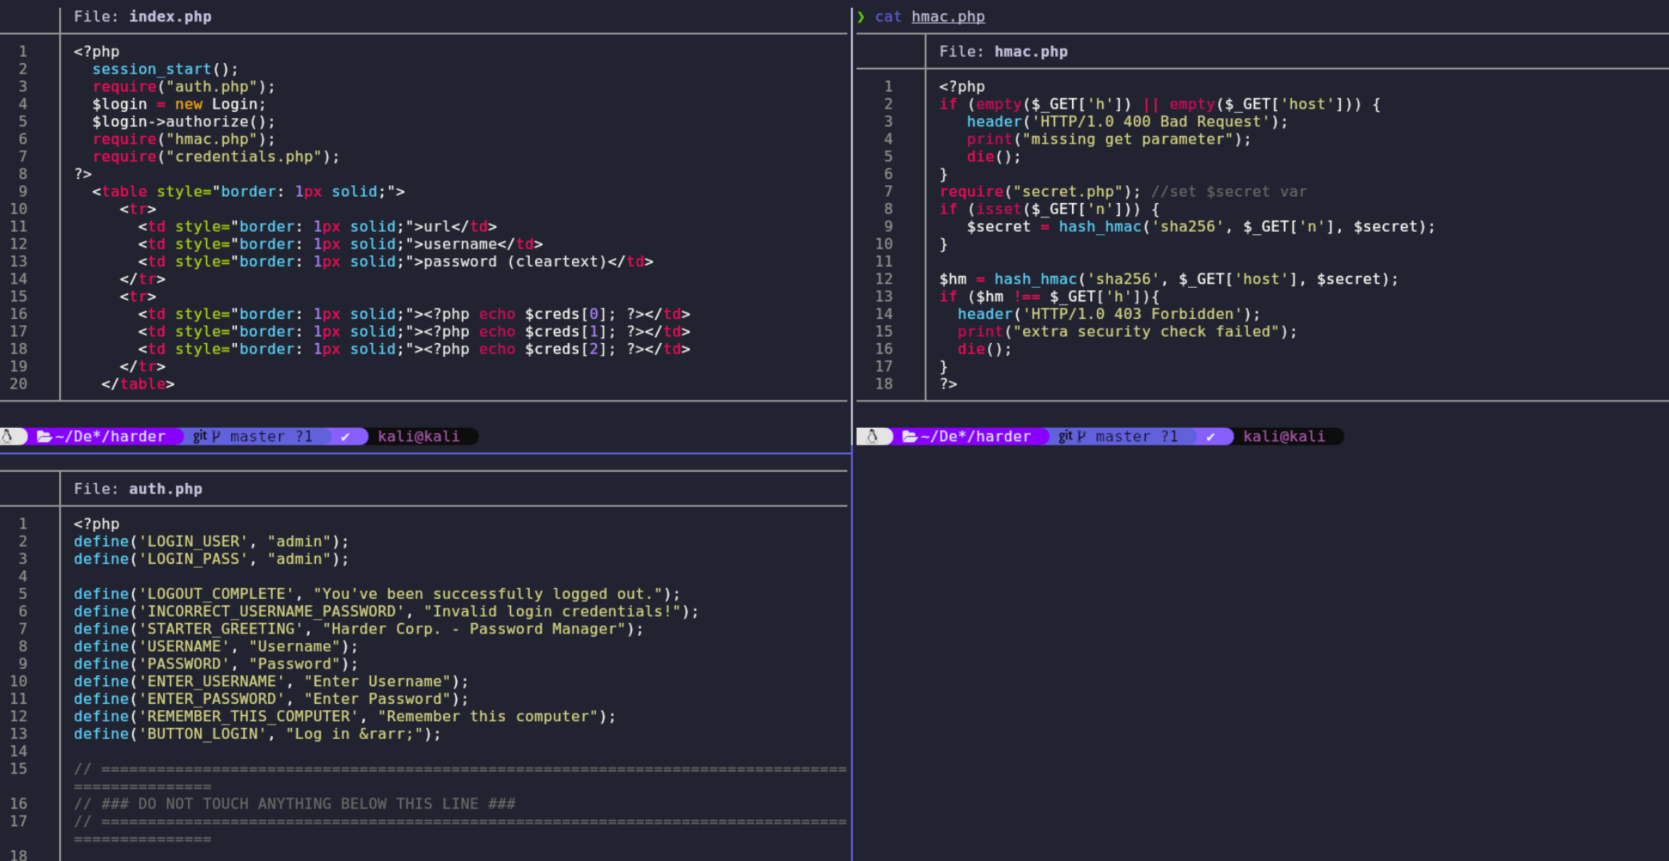 File: index.php
1 <?php
2   session_start();
3   require("auth.php");
4   $login = new Login;
5   $login->authorize();
6   require("hmac.php");
7   require("credentials.php");
8 ?>
9   <table style="border: 1px solid;">
10      <tr>
11        <td style="border: 1px solid;">url</td>
12        <td style="border: 1px solid;">username</td>
13        <td style="border: 1px solid;">password (cleartext)</td>
14      </tr>
15      <tr>
16        <td style="border: 1px solid;"><?php echo $creds[0]; ?></td>
17        <td style="border: 1px solid;"><?php echo $creds[1]; ?></td>
18        <td style="border: 1px solid;"><?php echo $creds[2]; ?></td>
19      </tr>
20    </table>
~/De*/harder git master ?1 ✔ kali@kali
File: auth.php
1 <?php
2 define('LOGIN_USER', "admin");
3 define('LOGIN_PASS', "admin");
4
5 define('LOGOUT_COMPLETE', "You've been successfully logged out.");
6 define('INCORRECT_USERNAME_PASSWORD', "Invalid login credentials!");
7 define('STARTER_GREETING', "Harder Corp. - Password Manager");
8 define('USERNAME', "Username");
9 define('PASSWORD', "Password");
10 define('ENTER_USERNAME', "Enter Username");
11 define('ENTER_PASSWORD', "Enter Password");
12 define('REMEMBER_THIS_COMPUTER', "Remember this computer");
13 define('BUTTON_LOGIN', "Log in &rarr;");
14
15 // =================================================================================
===============
16 // ### DO NOT TOUCH ANYTHING BELOW THIS LINE ###
17 // =================================================================================
===============
18
❯ cat hmac.php
File: hmac.php
1 <?php
2 if (empty($_GET['h']) || empty($_GET['host'])) {
3    header('HTTP/1.0 400 Bad Request');
4    print("missing get parameter");
5    die();
6 }
7 require("secret.php"); //set $secret var
8 if (isset($_GET['n'])) {
9    $secret = hash_hmac('sha256', $_GET['n'], $secret);
10 }
11
12 $hm = hash_hmac('sha256', $_GET['host'], $secret);
13 if ($hm !== $_GET['h']){
14   header('HTTP/1.0 403 Forbidden');
15   print("extra security check failed");
16   die();
17 }
18 ?>
~/De*/harder git master ?1 ✔ kali@kali